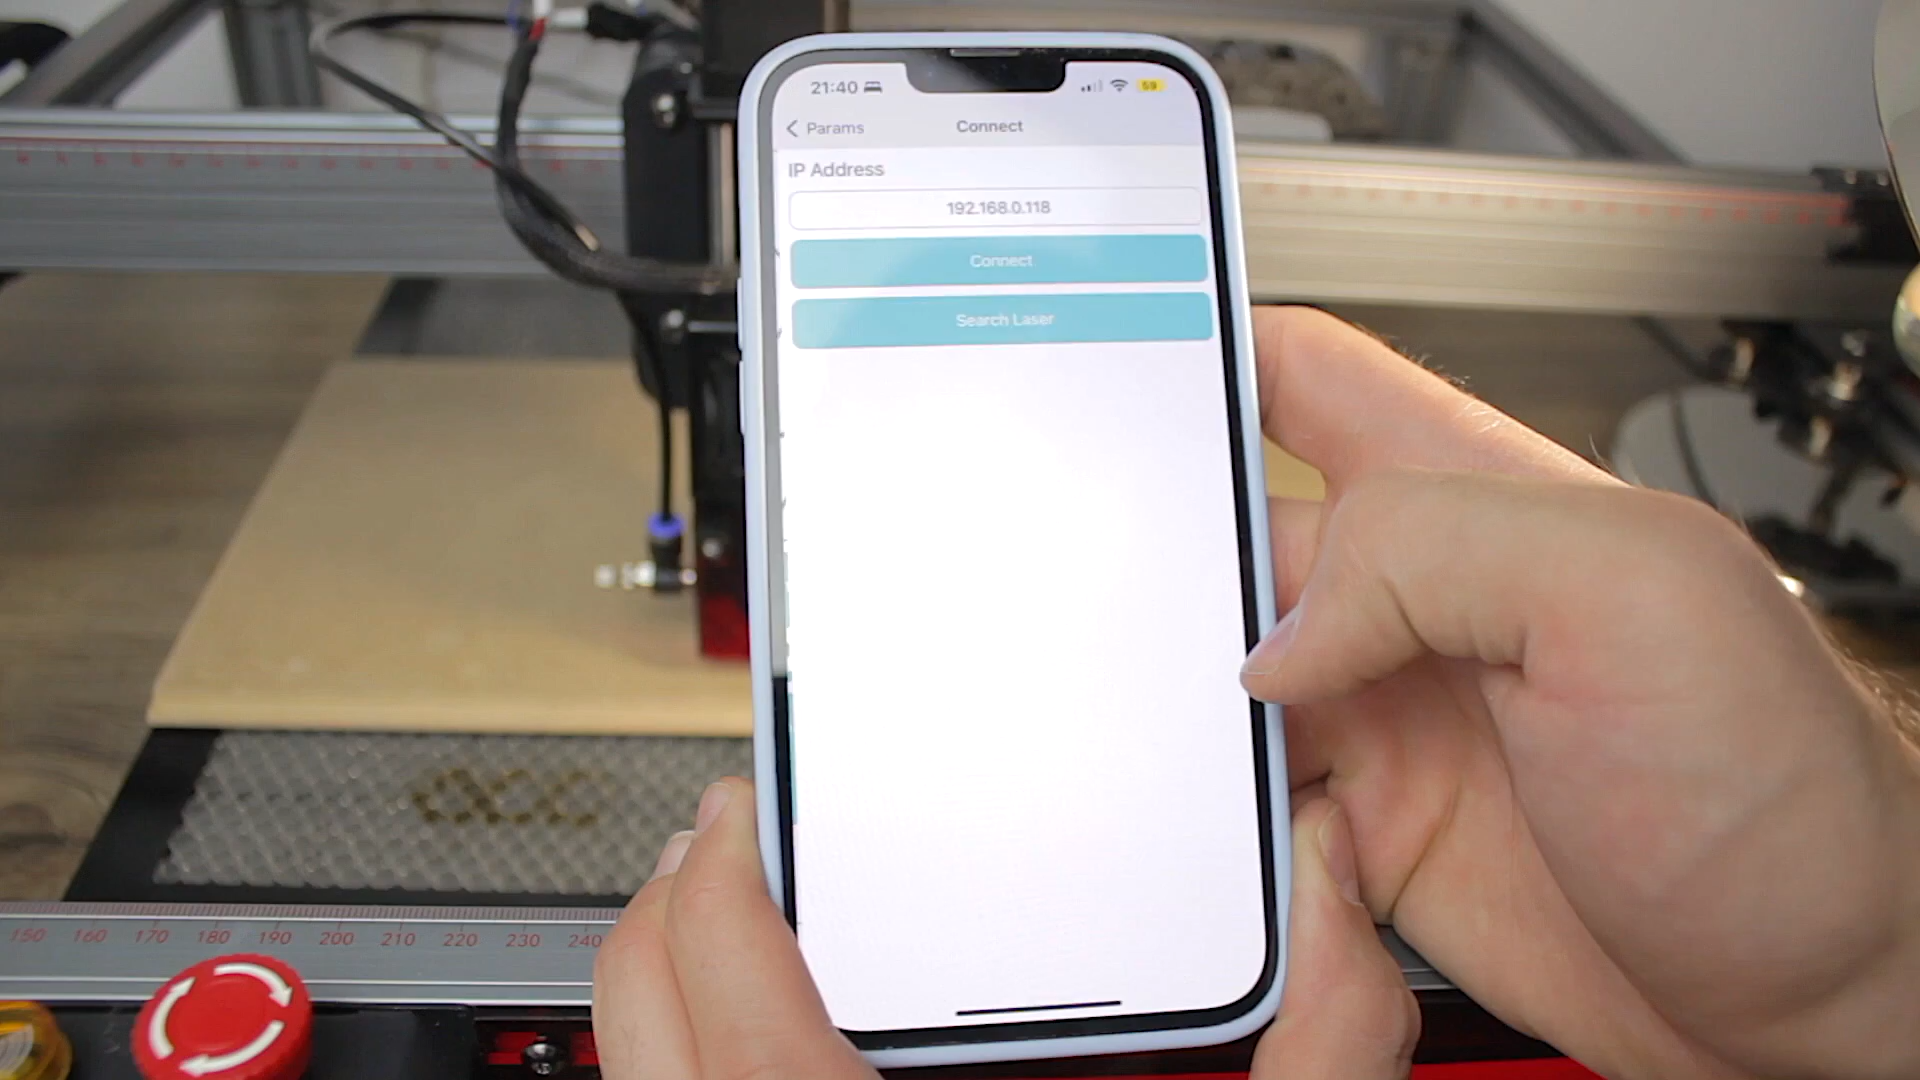 21:40
59
Params
Connect
IP Address
192.168.0.118
Connect
Search Laser
150 160 170 180 190 200 210 220 230 240